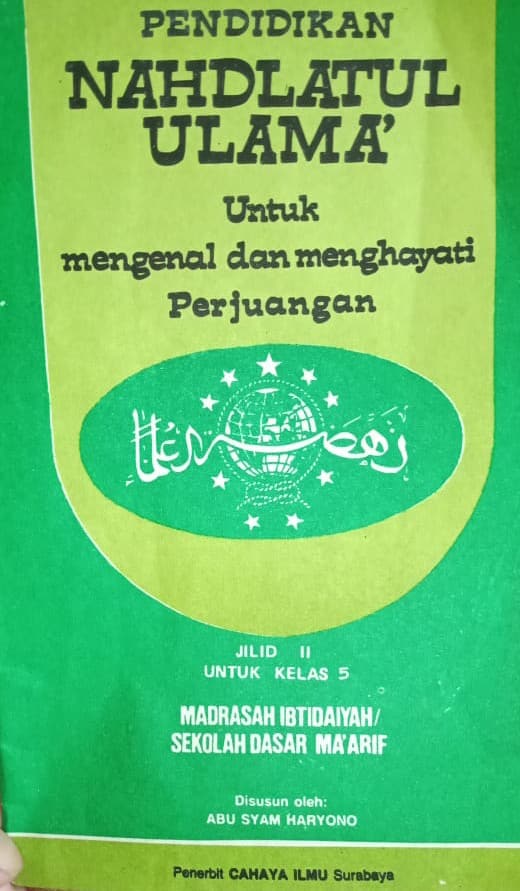 PENDIDIKAN
NAHDLATUL
ULAMA'
Untuk
mengenal dan menghayati
Perjuangan
نهضة العلماء
JILID II
UNTUK KELAS 5
MADRASAH IBTIDAIYAH/
SEKOLAH DASAR MA'ARIF
Disusun oleh:
ABU SYAM HARYONO
Penerbit CAHAYA ILMU Surabaya